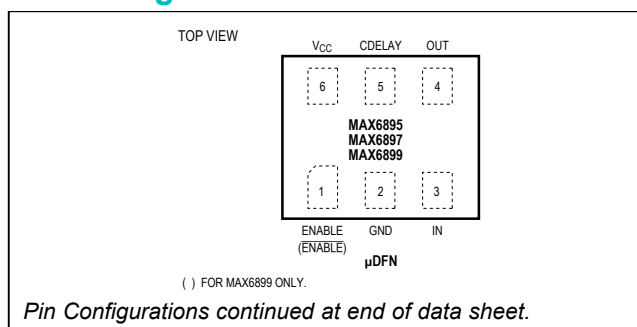 TOP VIEW
VCC CDELAY OUT
6 5 4
MAX6895
MAX6897
MAX6899
1 2 3
ENABLE GND IN
(ENABLE)
µDFN
( ) FOR MAX6899 ONLY.
Pin Configurations continued at end of data sheet.